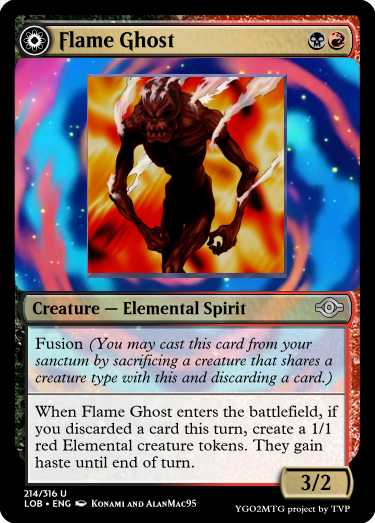 Flame Ghost
Creature — Elemental Spirit
Fusion (You may cast this card from your
sanctum by sacrificing a creature that shares a
creature type with this and discarding a card.)
When Flame Ghost enters the battlefield, if
you discarded a card this turn, create a 1/1
red Elemental creature tokens. They gain
haste until end of turn.
3/2
214/316 U
LOB • ENG Konami and AlanMac95
YGO2MTG project by TVP